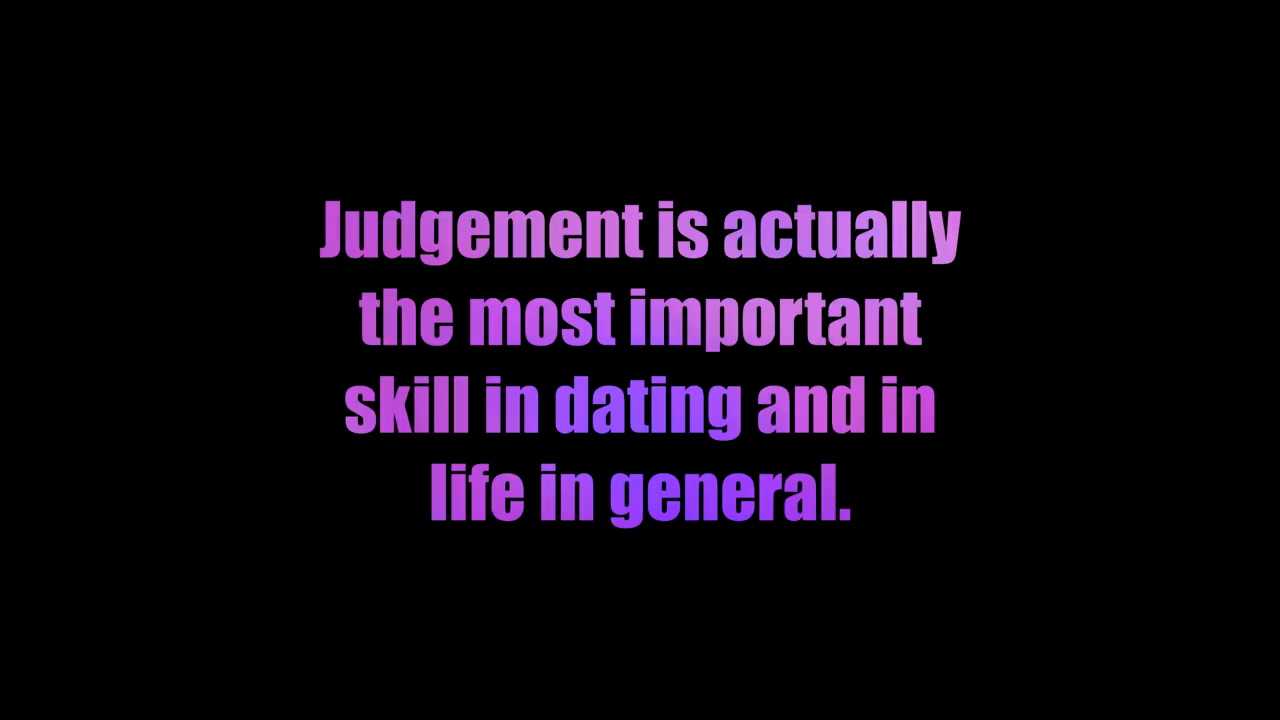 Judgement is actually
the most important
skill in dating and in
life in general.